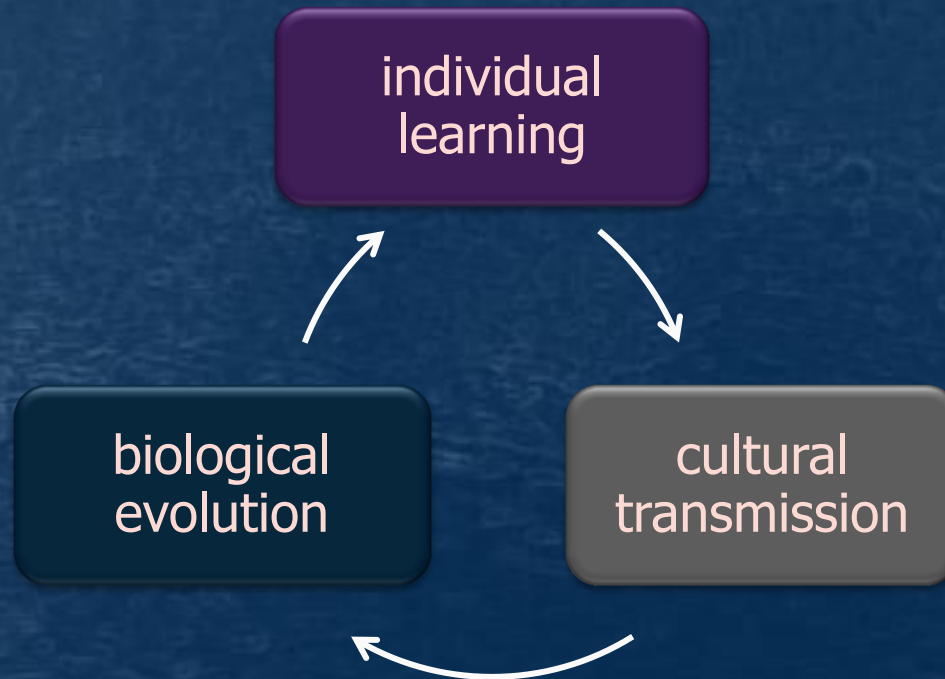 individual
learning
biological
evolution
cultural
transmission